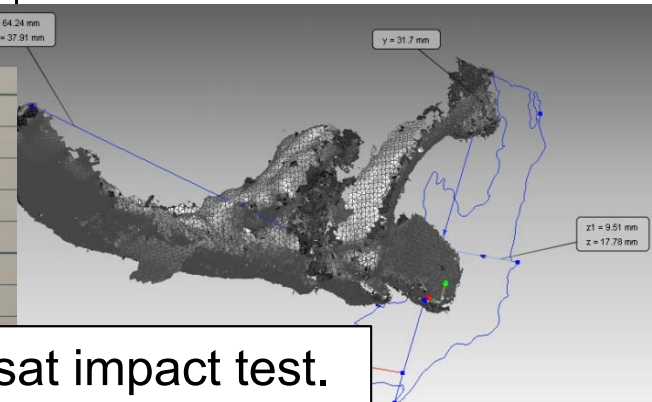 64.24 mm
= 37.91 mm
y = 31.7 mm
z1 = 9.51 mm
z = 17.78 mm
sat impact test.